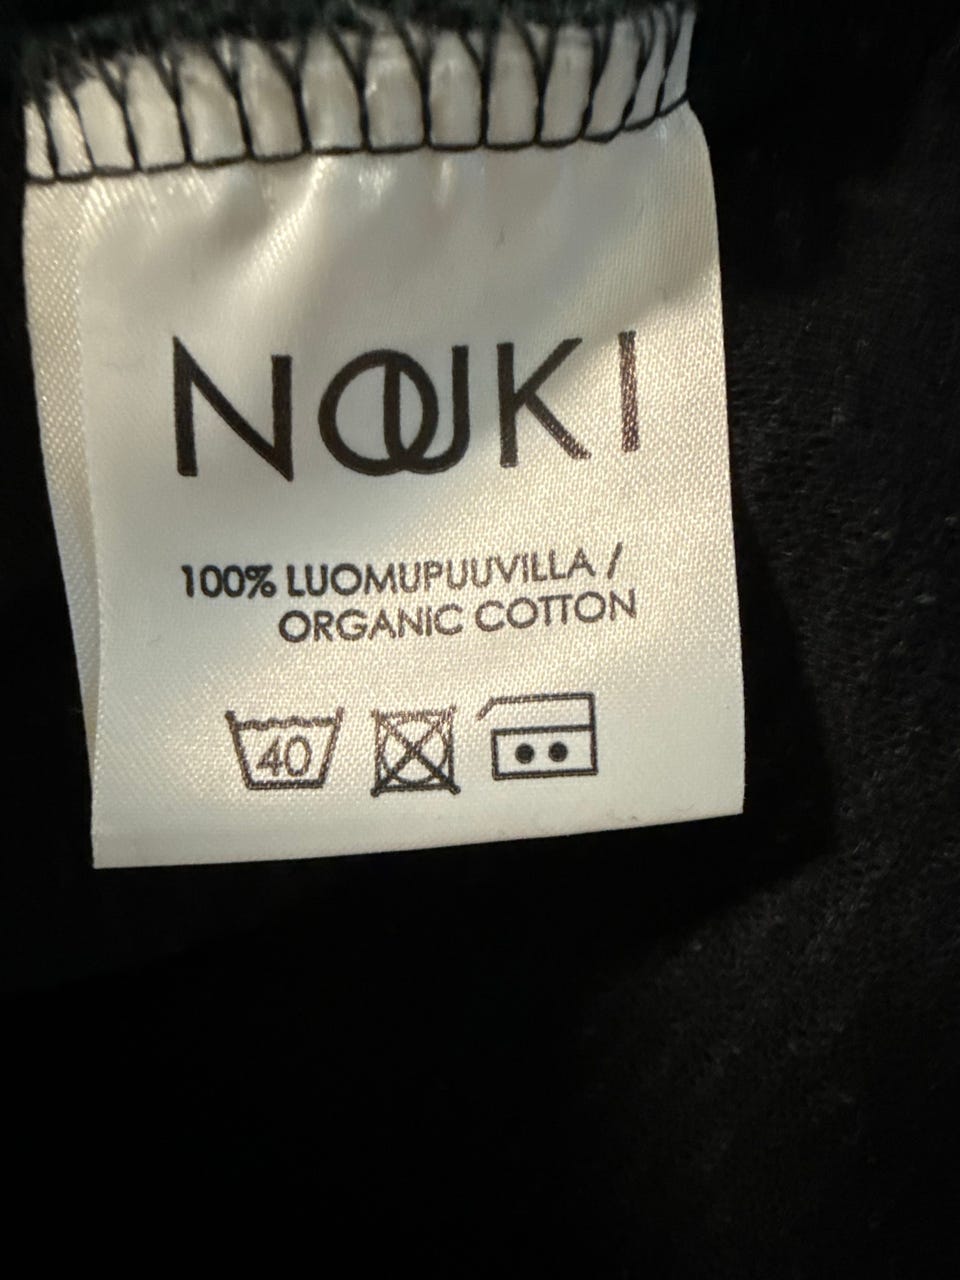 NOUKI
100% LUOMUPUUVILLA /
ORGANIC COTTON
40